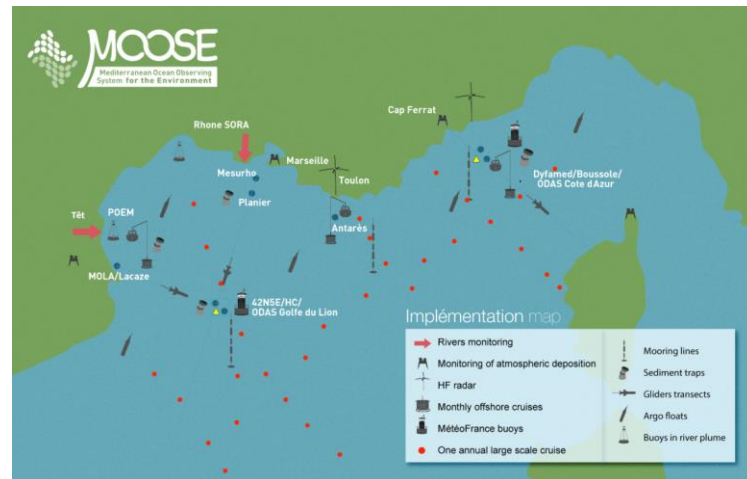 MOOSE
Mediterranean Ocean Observing
System for the Environment
Cap Ferrat
Rhone SORA
Marseille
Mesurho
Toulon
Dyfamed/Boussole/
ODAS Cote dAzur
Planier
Têt
POEM
Antarès
MOLA/Lacaze
42N5E/HC/
ODAS Golfe du Lion
Implémentation map
Rivers monitoring
Monitoring of atmospheric deposition
HF radar
Monthly offshore cruises
MétéoFrance buoys
One annual large scale cruise
Mooring lines
Sediment traps
Gliders transects
Argo floats
Buoys in river plume